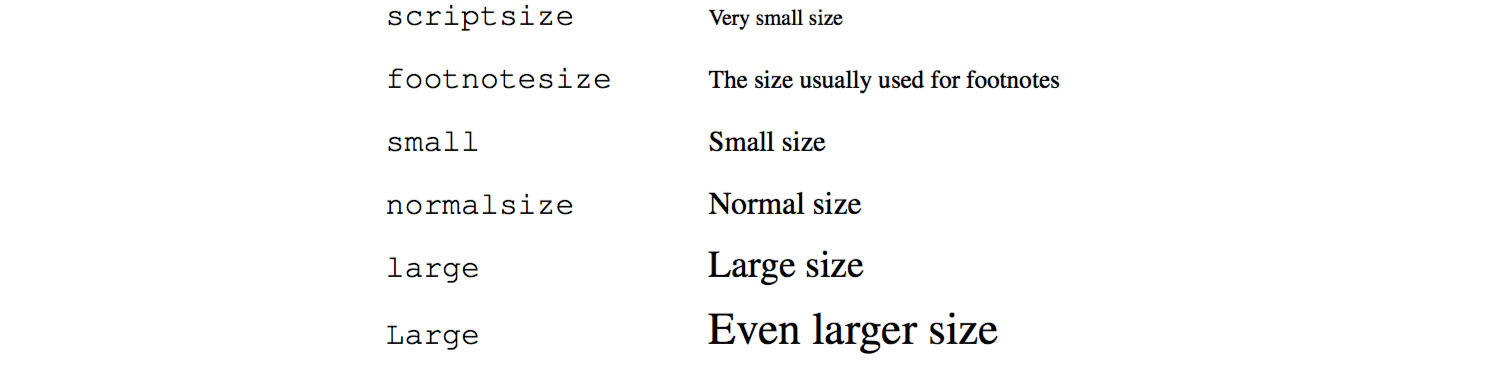 scriptsize Very small size
footnotesize The size usually used for footnotes
small Small size
normalsize Normal size
large Large size
Large Even larger size